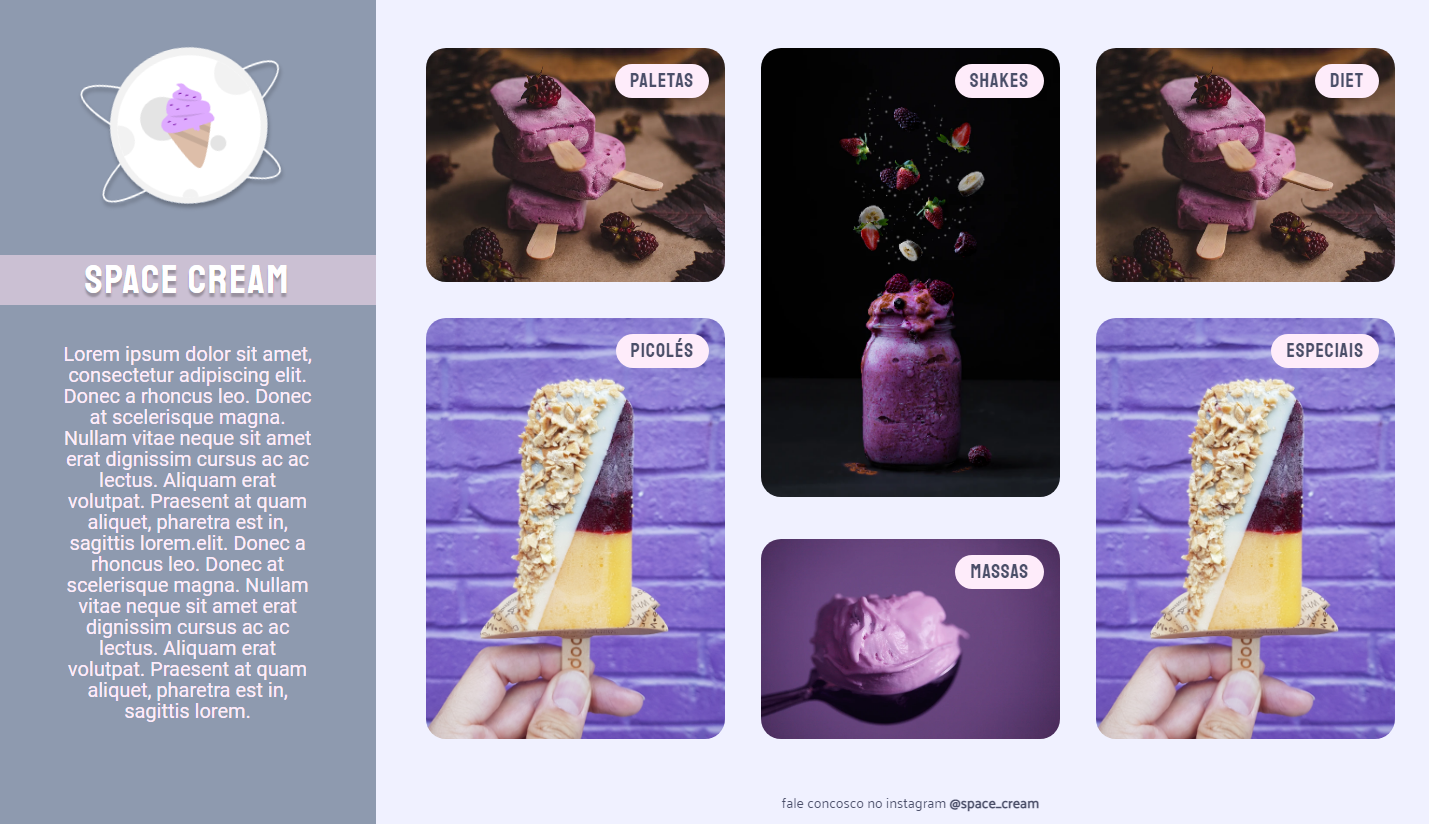 SPACE CREAM
Lorem ipsum dolor sit amet,
consectetur adipiscing elit.
Donec a rhoncus leo. Donec
at scelerisque magna.
Nullam vitae neque sit amet
erat dignissim cursus ac ac
lectus. Aliquam erat
volutpat. Praesent at quam
aliquet, pharetra est in,
sagittis lorem.elit. Donec a
rhoncus leo. Donec at
scelerisque magna. Nullam
vitae neque sit amet erat
dignissim cursus ac ac
lectus. Aliquam erat
volutpat. Praesent at quam
aliquet, pharetra est in,
sagittis lorem.
PALETAS
SHAKES
DIET
PICOLÉS
ESPECIAIS
MASSAS
fale concosco no instagram @space_cream